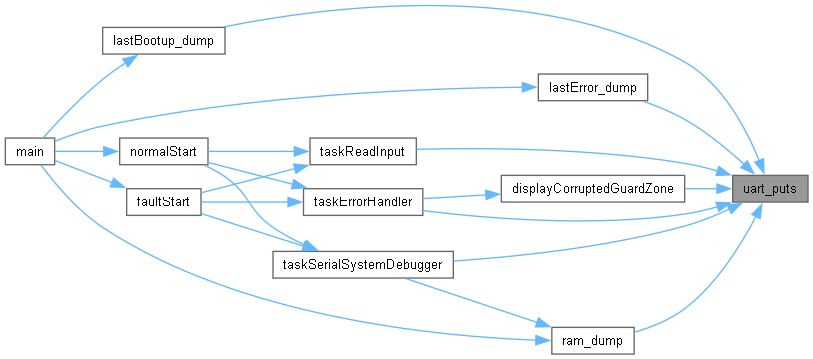 lastBootup_dump
lastError_dump
main
normalStart
taskReadInput
displayCorruptedGuardZone
uart_puts
faultStart
taskErrorHandler
taskSerialSystemDebugger
ram_dump